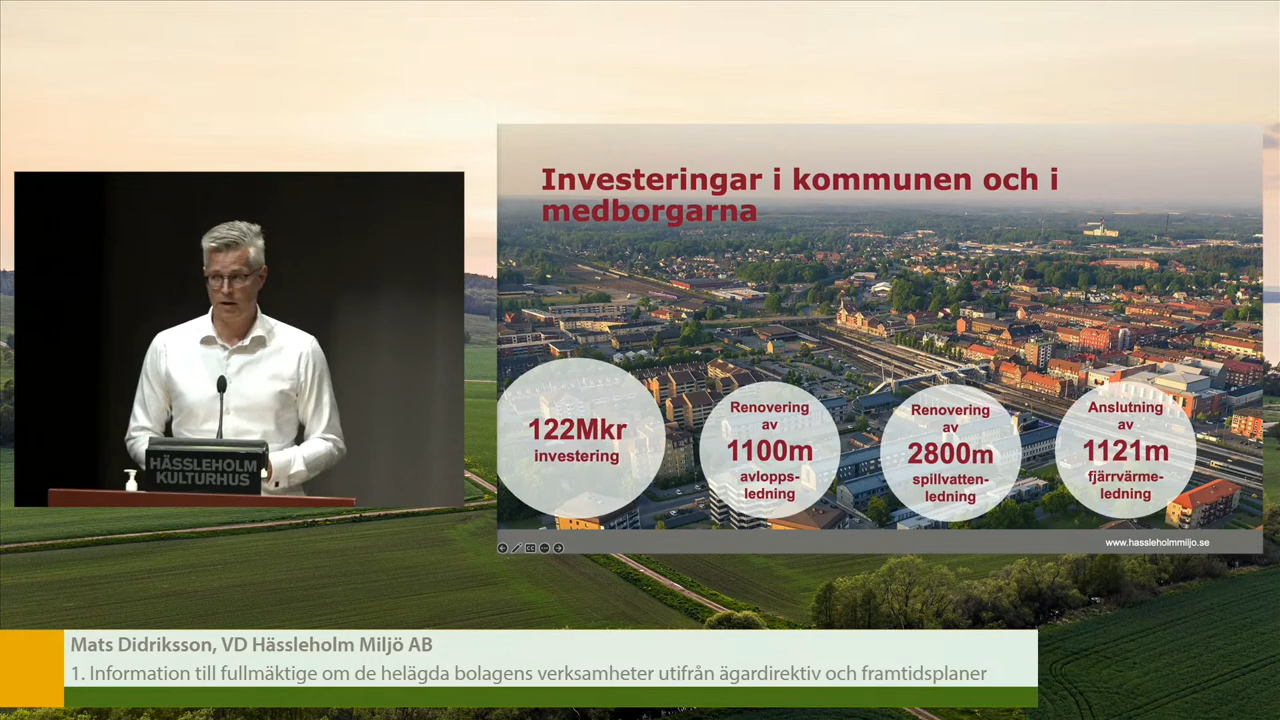 Investeringar i kommunen och i
medborgarna
122Mkr
investering
Renovering
av
1100m
avlopps-
ledning
Renovering
av
2800m
spillvatten-
ledning
Anslutning
av
1121m
fjärrvärme-
ledning
www.hassleholmmiljo.se
HÄSSLEHOLM
KULTURHUS
Mats Didriksson, VD Hässleholm Miljö AB
1. Information till fullmäktige om de helägda bolagens verksamheter utifrån ägardirektiv och framtidsplaner